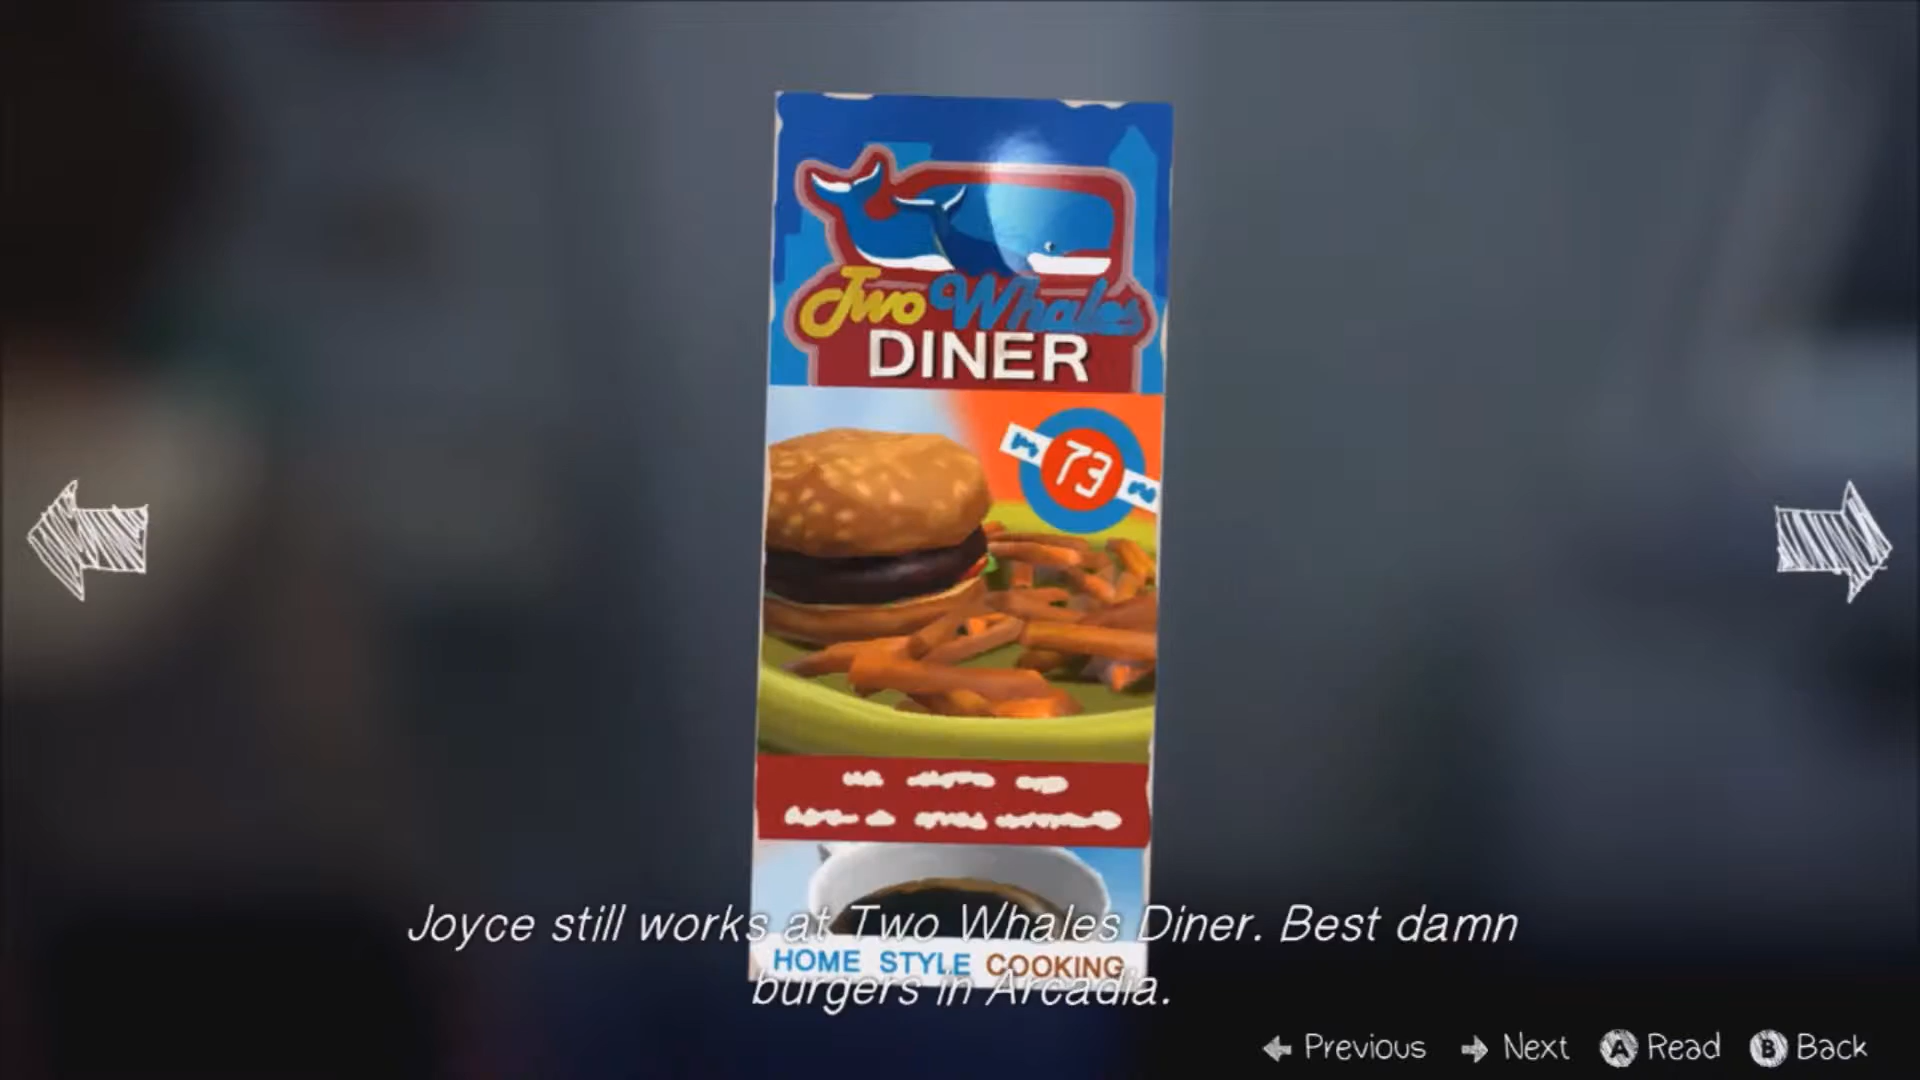 Two Whales
DINER
73
Joyce still works at Two Whales Diner. Best damn
HOME STYLE COOKING
burgers in Arcadia.
Previous
Next
A Read
B Back